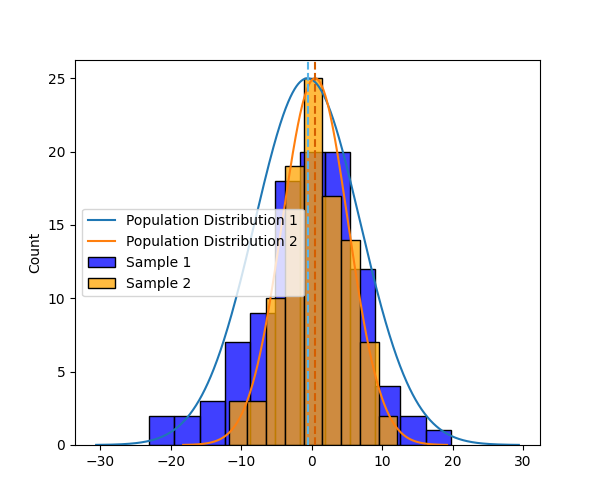 25
20
15
10
5
0
Count
Population Distribution 1
Population Distribution 2
Sample 1
Sample 2
−30 −20 −10 0 10 20 30